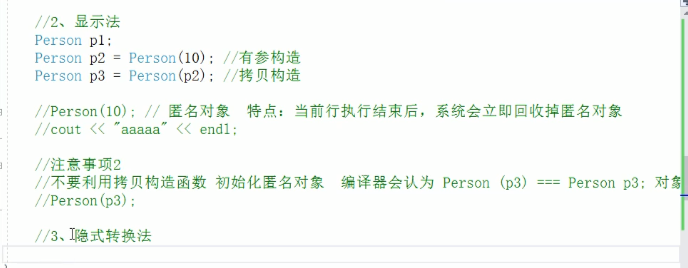 //2、显示法
Person p1;
Person p2 = Person(10); //有参构造
Person p3 = Person(p2); //拷贝构造
//Person(10); // 匿名对象  特点：当前行执行结束后，系统会立即回收掉匿名对象
//cout << "aaaaa" << endl;
//注意事项2
//不要利用拷贝构造函数 初始化匿名对象  编译器会认为 Person (p3) === Person p3; 对象
//Person(p3);
//3、隐式转换法